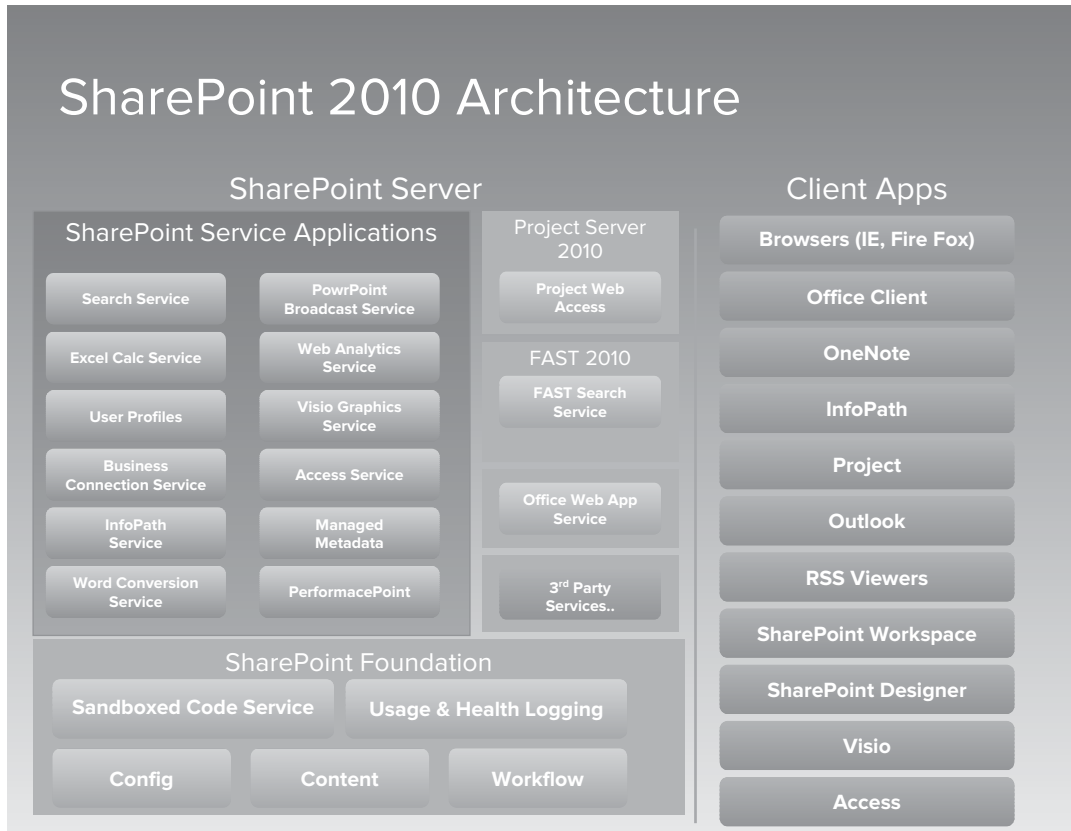 SharePoint 2010 Architecture
SharePoint Server
SharePoint Service Applications
Search Service
PowrPoint
Broadcast Service
Excel Calc Service
Web Analytics
Service
User Profiles
Visio Graphics
Service
Business
Connection Service
Access Service
InfoPath
Service
Managed
Metadata
Word Conversion
Service
PerformacePoint
Project Server
2010
Project Web
Access
FAST 2010
FAST Search
Service
Office Web App
Service
3rd Party
Services..
SharePoint Foundation
Sandboxed Code Service
Usage & Health Logging
Config
Content
Workflow
Client Apps
Browsers (IE, Fire Fox)
Office Client
OneNote
InfoPath
Project
Outlook
RSS Viewers
SharePoint Workspace
SharePoint Designer
Visio
Access